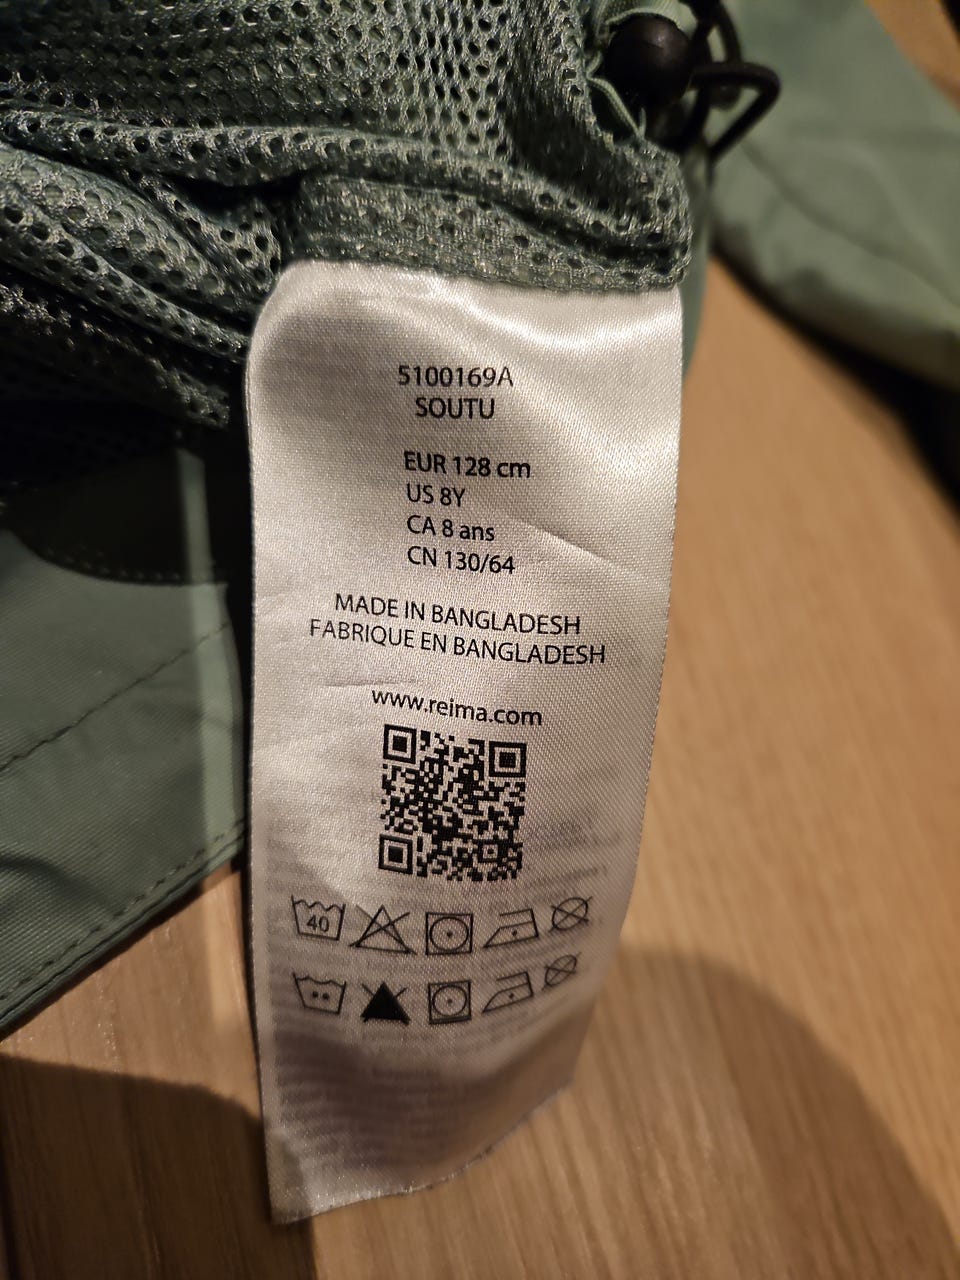 5100169A
SOUTU
EUR 128 cm
US 8Y
CA 8 ans
CN 130/64
MADE IN BANGLADESH
FABRIQUE EN BANGLADESH
www.reima.com
40